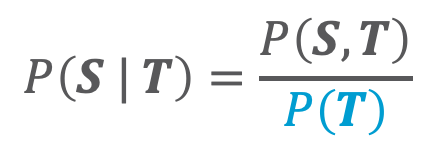 P(S | T) = P(S, T) / P(T)